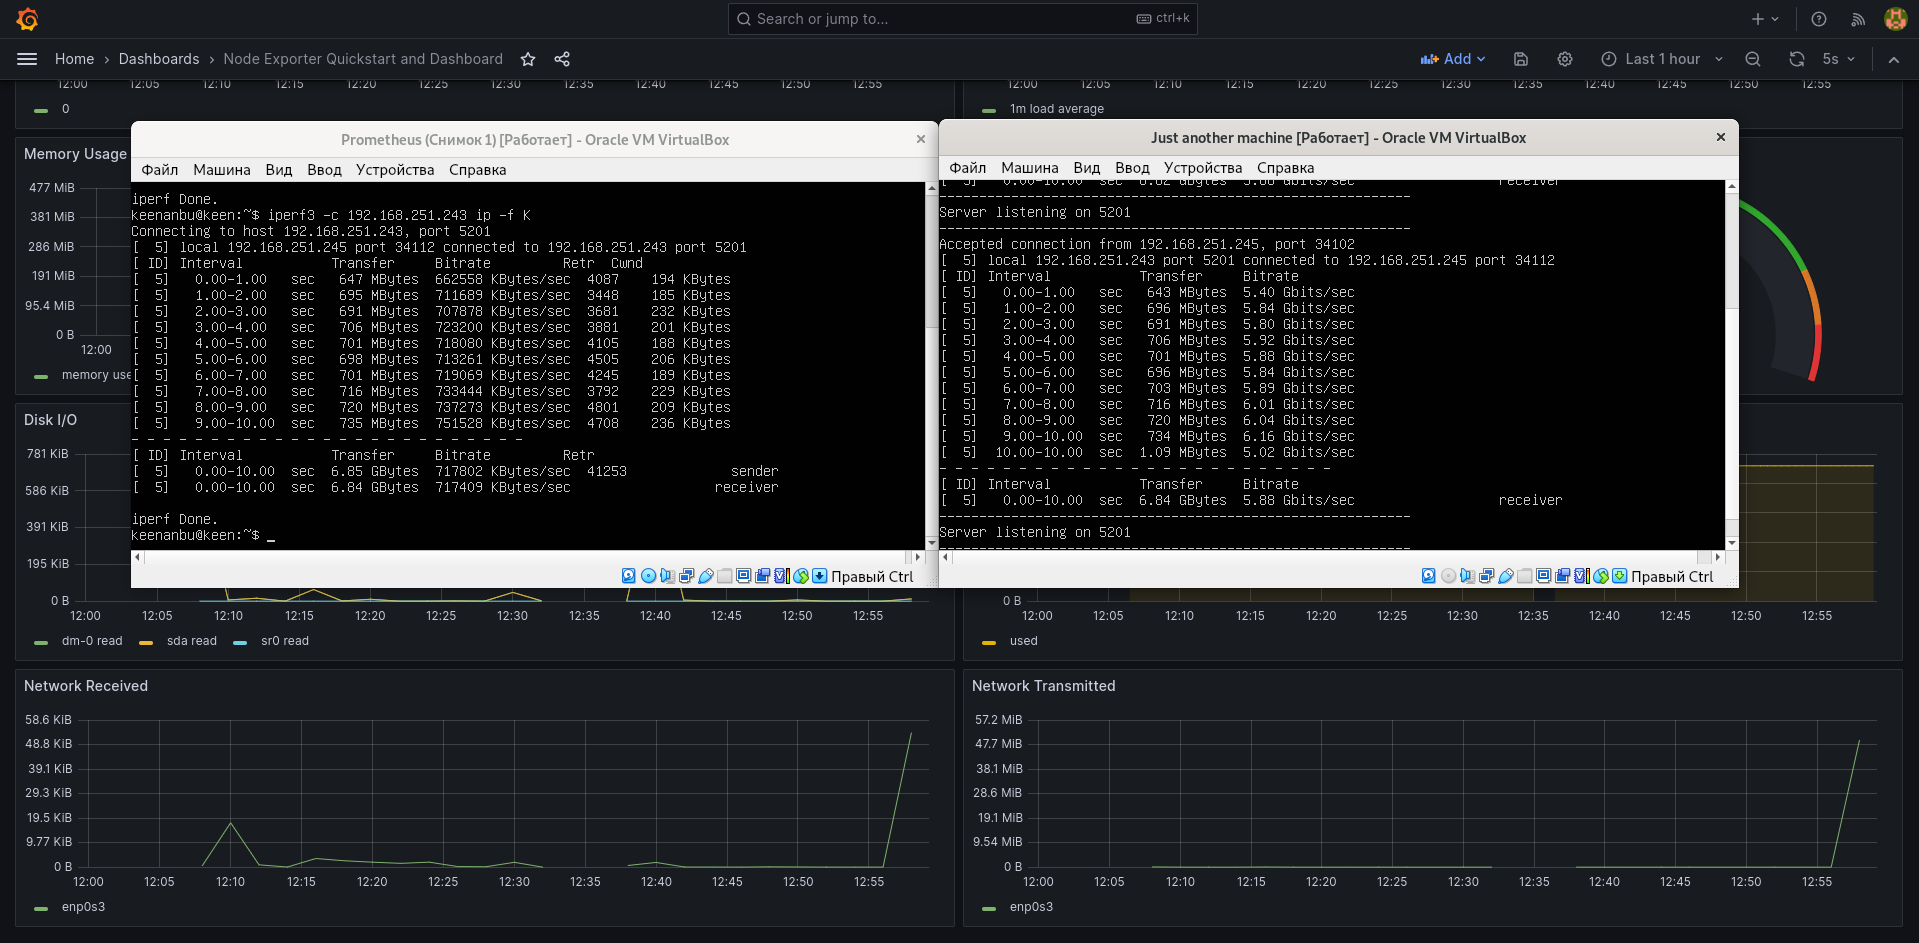 Search or jump to...
ctrl+k
Home › Dashboards › Node Exporter Quickstart and Dashboard
Add
Last 1 hour
5s
12:00 12:05 12:10 12:15 12:20 12:25 12:30 12:35 12:40 12:45 12:50 12:55
0
12:00 12:05 12:10 12:15 12:20 12:25 12:30 12:35 12:40 12:45 12:50 12:55
1m load average
Memory Usage
477 MiB
381 MiB
286 MiB
191 MiB
95.4 MiB
0 B
12:00
memory use
Prometheus (Снимок 1) [Работает] - Oracle VM VirtualBox
Файл Машина Вид Ввод Устройства Справка
iperf Done.
keenanbu@keen:~$ iperf3 -c 192.168.251.243 ip -f K
Connecting to host 192.168.251.243, port 5201
[  5] local 192.168.251.245 port 34112 connected to 192.168.251.243 port 5201
[ ID] Interval           Transfer     Bitrate         Retr  Cwnd
[  5]   0.00-1.00   sec   647 MBytes  662558 KBytes/sec  4087    194 KBytes
[  5]   1.00-2.00   sec   695 MBytes  711689 KBytes/sec  3448    185 KBytes
[  5]   2.00-3.00   sec   691 MBytes  707878 KBytes/sec  3681    232 KBytes
[  5]   3.00-4.00   sec   706 MBytes  723200 KBytes/sec  3881    201 KBytes
[  5]   4.00-5.00   sec   701 MBytes  718080 KBytes/sec  4105    188 KBytes
[  5]   5.00-6.00   sec   698 MBytes  713261 KBytes/sec  4505    206 KBytes
[  5]   6.00-7.00   sec   701 MBytes  719069 KBytes/sec  4245    189 KBytes
[  5]   7.00-8.00   sec   716 MBytes  733444 KBytes/sec  3792    229 KBytes
[  5]   8.00-9.00   sec   720 MBytes  737273 KBytes/sec  4801    209 KBytes
[  5]   9.00-10.00  sec   735 MBytes  751528 KBytes/sec  4708    236 KBytes
- - - - - - - - - - - - - - - - - - - - - - - - -
[ ID] Interval           Transfer     Bitrate         Retr
[  5]   0.00-10.00  sec  6.85 GBytes  717802 KBytes/sec  41253             sender
[  5]   0.00-10.00  sec  6.84 GBytes  717409 KBytes/sec                  receiver
iperf Done.
keenanbu@keen:~$ _
Правый Ctrl
Just another machine [Работает] - Oracle VM VirtualBox
Файл Машина Вид Ввод Устройства Справка
[  5]   0.00-10.00  sec  6.82 GBytes  5.86 Gbits/sec                  receiver
-----------------------------------------------------------
Server listening on 5201
-----------------------------------------------------------
Accepted connection from 192.168.251.245, port 34102
[  5] local 192.168.251.243 port 5201 connected to 192.168.251.245 port 34112
[ ID] Interval           Transfer     Bitrate
[  5]   0.00-1.00   sec   643 MBytes  5.40 Gbits/sec
[  5]   1.00-2.00   sec   696 MBytes  5.84 Gbits/sec
[  5]   2.00-3.00   sec   691 MBytes  5.80 Gbits/sec
[  5]   3.00-4.00   sec   706 MBytes  5.92 Gbits/sec
[  5]   4.00-5.00   sec   701 MBytes  5.88 Gbits/sec
[  5]   5.00-6.00   sec   696 MBytes  5.84 Gbits/sec
[  5]   6.00-7.00   sec   703 MBytes  5.89 Gbits/sec
[  5]   7.00-8.00   sec   716 MBytes  6.01 Gbits/sec
[  5]   8.00-9.00   sec   720 MBytes  6.04 Gbits/sec
[  5]   9.00-10.00  sec   734 MBytes  6.16 Gbits/sec
[  5]  10.00-10.00  sec  1.09 MBytes  5.02 Gbits/sec
- - - - - - - - - - - - - - - - - - - - - - - - -
[ ID] Interval           Transfer     Bitrate
[  5]   0.00-10.00  sec  6.84 GBytes  5.88 Gbits/sec                  receiver
-----------------------------------------------------------
Server listening on 5201
-----------------------------------------------------------
Правый Ctrl
Disk I/O
781 KiB
586 KiB
391 KiB
195 KiB
0 B
12:00 12:05 12:10 12:15 12:20 12:25 12:30 12:35 12:40 12:45 12:50 12:55
dm-0 read sda read sr0 read
0 B
12:00 12:05 12:10 12:15 12:20 12:25 12:30 12:35 12:40 12:45 12:50 12:55
used
Network Received
58.6 KiB
48.8 KiB
39.1 KiB
29.3 KiB
19.5 KiB
9.77 KiB
0 B
12:00 12:05 12:10 12:15 12:20 12:25 12:30 12:35 12:40 12:45 12:50 12:55
enp0s3
Network Transmitted
57.2 MiB
47.7 MiB
38.1 MiB
28.6 MiB
19.1 MiB
9.54 MiB
0 B
12:00 12:05 12:10 12:15 12:20 12:25 12:30 12:35 12:40 12:45 12:50 12:55
enp0s3